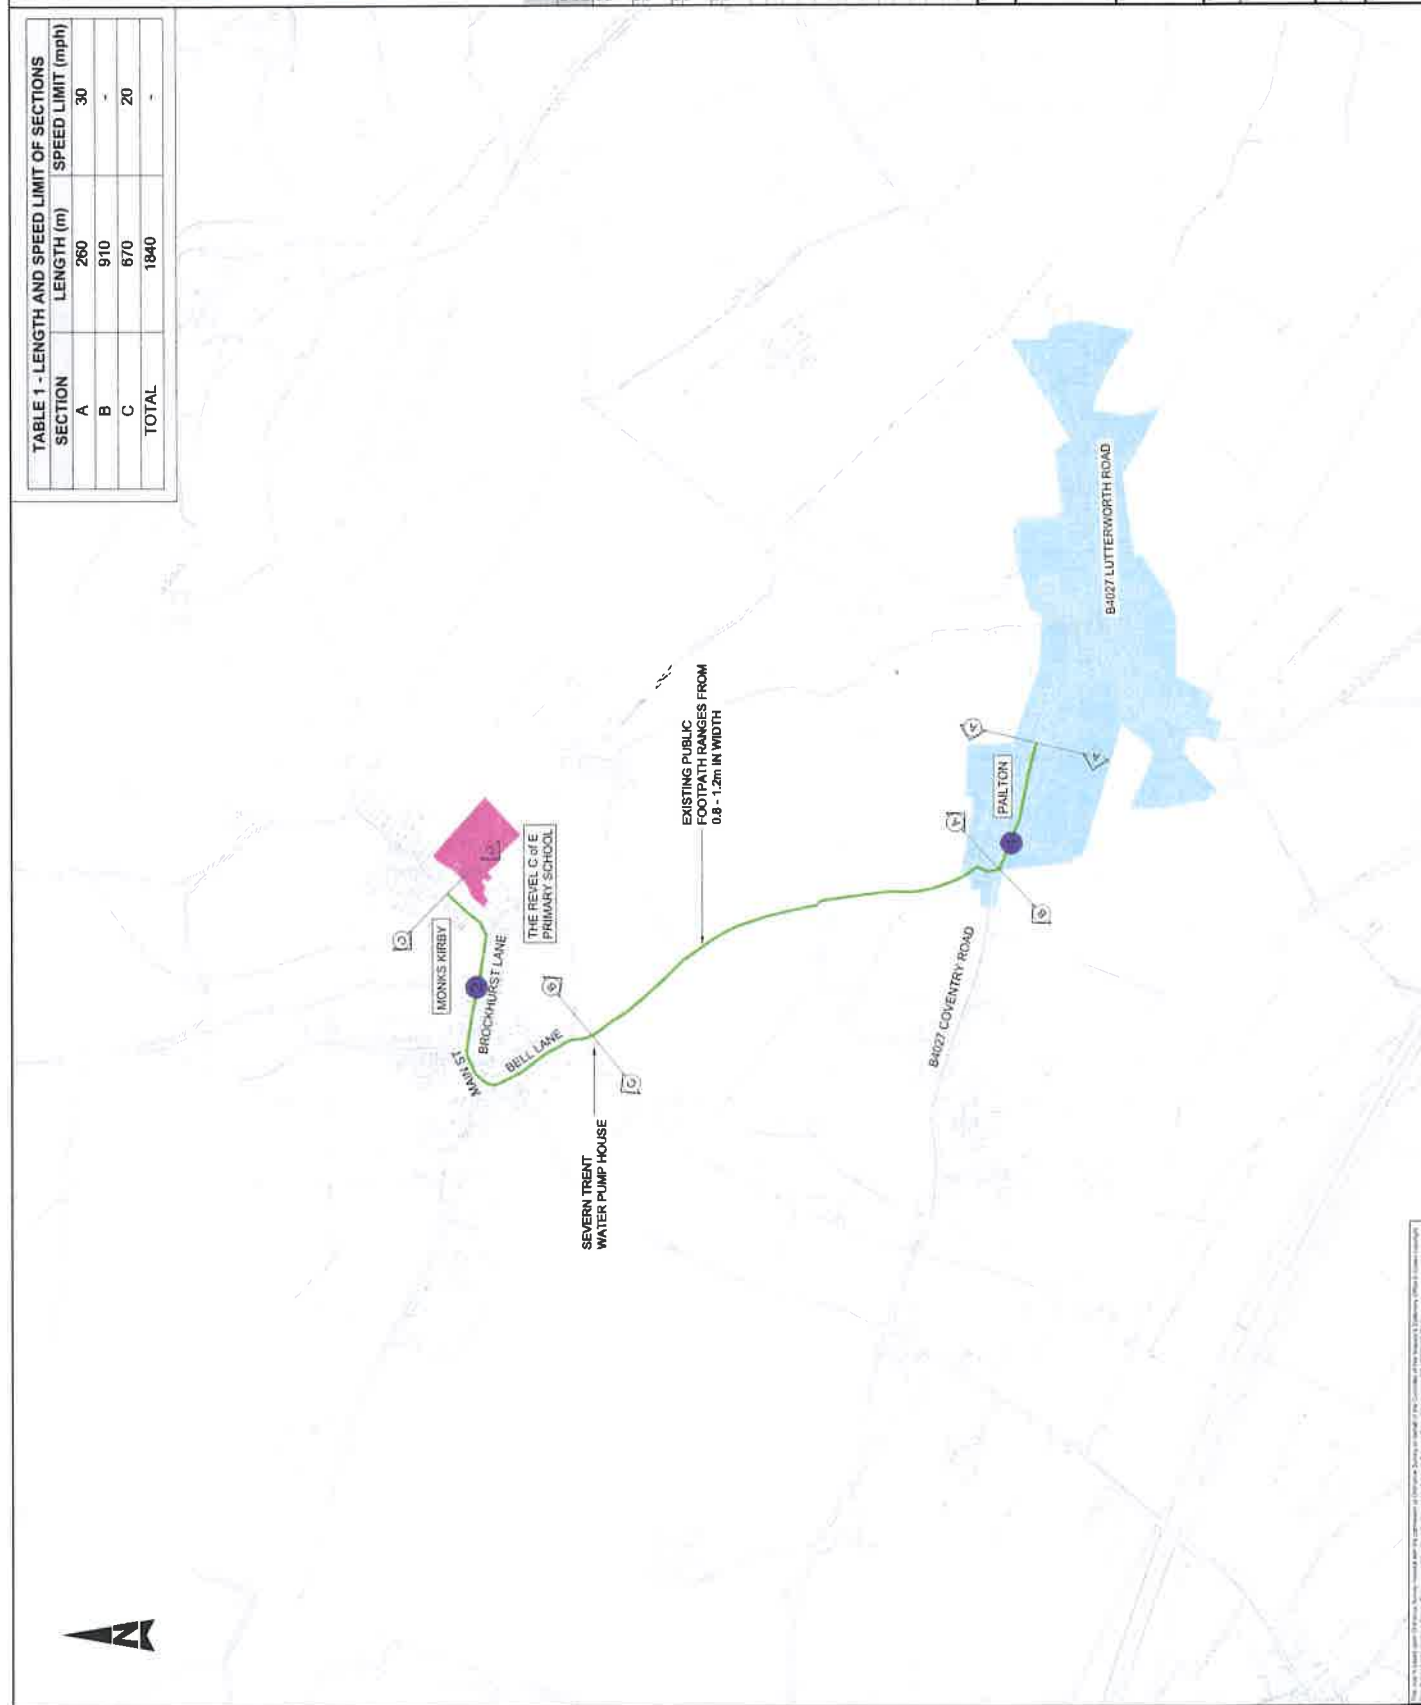 TABLE 1 - LENGTH AND SPEED LIMIT OF SECTIONS
SECTION LENGTH (m) SPEED LIMIT (mph)
A 260 30
B 910 -
C 670 20
TOTAL 1840 -
N
MONKS KIRBY
THE REVEL C of E
PRIMARY SCHOOL
C
C
2
MAIN ST
BROCKHURST LANE
BELL LANE
B
C
SEVERN TRENT
WATER PUMP HOUSE
EXISTING PUBLIC
FOOTPATH RANGES FROM
0.8 - 1.2m IN WIDTH
B4027 COVENTRY ROAD
A
B
PAILTON
A
A
B4027 LUTTERWORTH ROAD